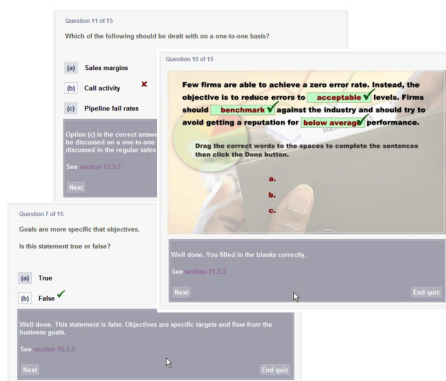 Question 11 of 15
Which of the following should be dealt with on a one-to-one basis?
(a) Sales margins
(b) Call activity
(c) Pipeline fail rates
Option (c) is the correct answe
be discussed on a one-to-one
discussed in the regular sales
See section 12.3.8
Next
Question 10 of 15
Few firms are able to achieve a zero error rate. Instead, the
objective is to reduce errors to acceptable levels. Firms
should benchmark against the industry and should try to
avoid getting a reputation for below average performance.
Drag the correct words to the spaces to complete the sentences
then click the Done button.
a.
b.
c.
Well done. You filled in the blanks correctly.
See section 11.5.3
Next End quiz
Question 7 of 15
Goals are more specific that objectives.
Is this statement true or false?
(a) True
(b) False
Well done. This statement is false. Objectives are specific targets and flow from the
business goals.
See section 10.3.3
Next End quiz